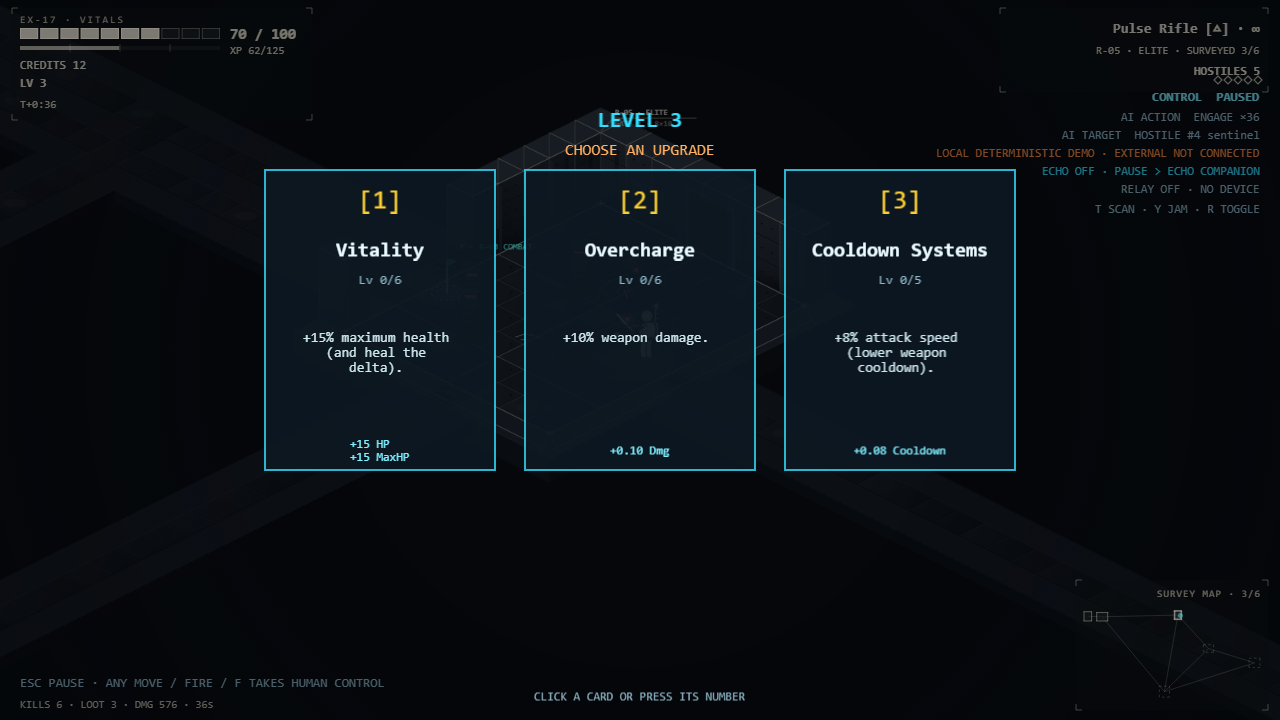 EX-17 · VITALS
70 / 100
XP 62/125
CREDITS 12
LV 3
T+0:36
Pulse Rifle [▲] · ∞
R-05 · ELITE · SURVEYED 3/6
HOSTILES 5
CONTROL PAUSED
AI ACTION ENGAGE ×36
AI TARGET HOSTILE #4 sentinel
LOCAL DETERMINISTIC DEMO · EXTERNAL NOT CONNECTED
ECHO OFF · PAUSE > ECHO COMPANION
RELAY OFF · NO DEVICE
T SCAN · Y JAM · R TOGGLE
LEVEL 3
CHOOSE AN UPGRADE
[1]
Vitality
Lv 0/6
+15% maximum health
(and heal the
delta).
+15 HP
+15 MaxHP
[2]
Overcharge
Lv 0/6
+10% weapon damage.
+0.10 Dmg
[3]
Cooldown Systems
Lv 0/5
+8% attack speed
(lower weapon
cooldown).
+0.08 Cooldown
SURVEY MAP · 3/6
ESC PAUSE · ANY MOVE / FIRE / F TAKES HUMAN CONTROL
KILLS 6 · LOOT 3 · DMG 576 · 36s
CLICK A CARD OR PRESS ITS NUMBER